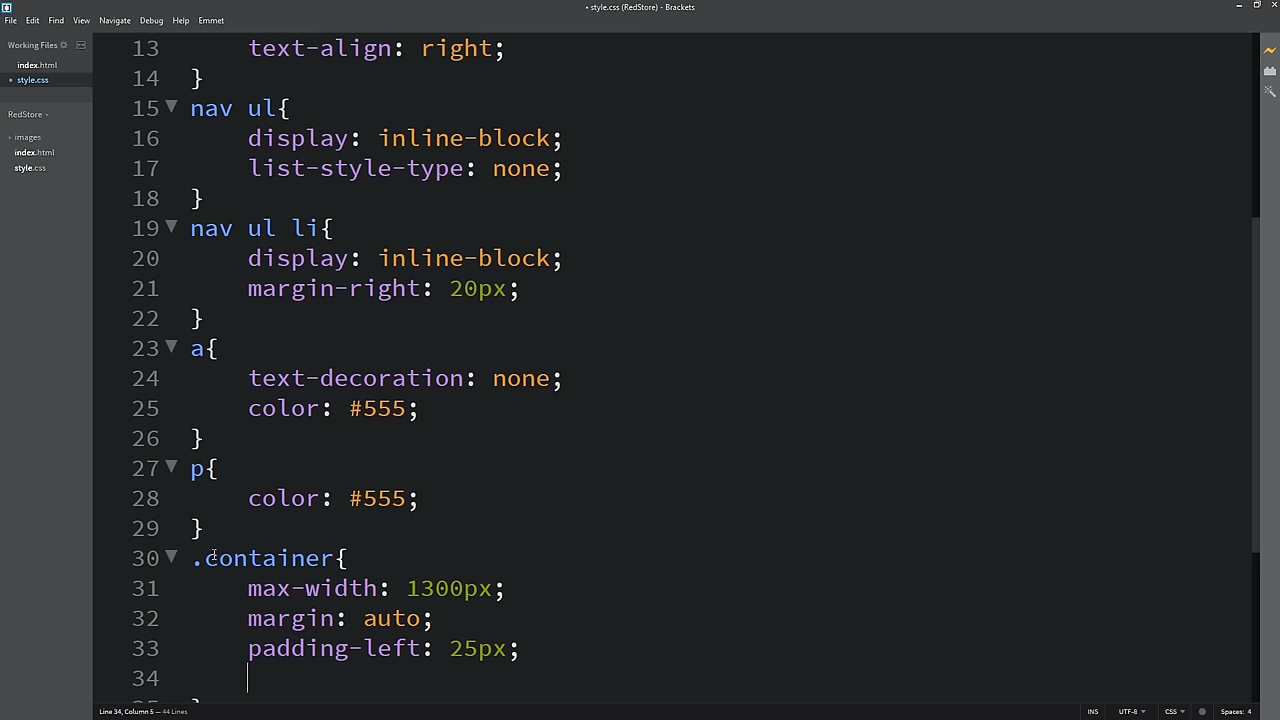 • style.css (RedStore) - Brackets
File Edit Find View Navigate Debug Help Emmet
Working Files
index.html
• style.css
RedStore
images
index.html
style.css
13 text-align: right;
14 }
15 nav ul{
16 display: inline-block;
17 list-style-type: none;
18 }
19 nav ul li{
20 display: inline-block;
21 margin-right: 20px;
22 }
23 a{
24 text-decoration: none;
25 color: #555;
26 }
27 p{
28 color: #555;
29 }
30 .container{
31 max-width: 1300px;
32 margin: auto;
33 padding-left: 25px;
34
35 }
Line 34, Column 5 — 44 Lines
INS UTF-8 CSS Spaces: 4